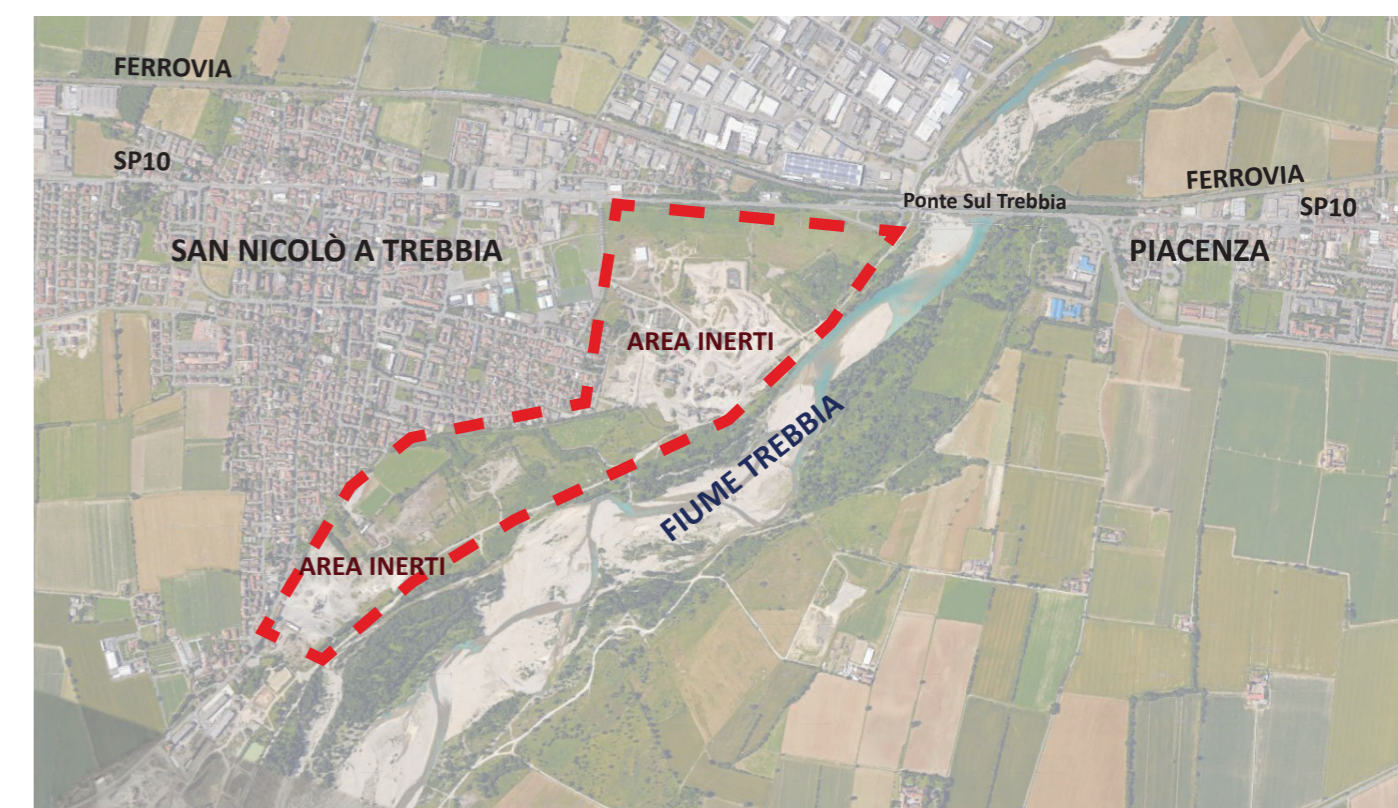 FERROVIA
SP10
FERROVIA
Ponte Sul Trebbia
SP10
SAN NICOLÒ A TREBBIA
PIACENZA
AREA INERTI
FIUME TREBBIA
AREA INERTI